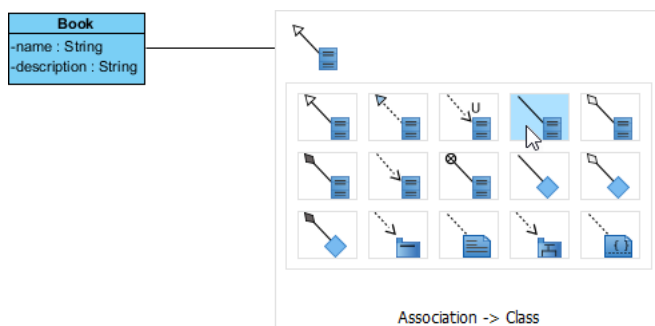 Book
-name : String
-description : String
U
{ }
Association -> Class